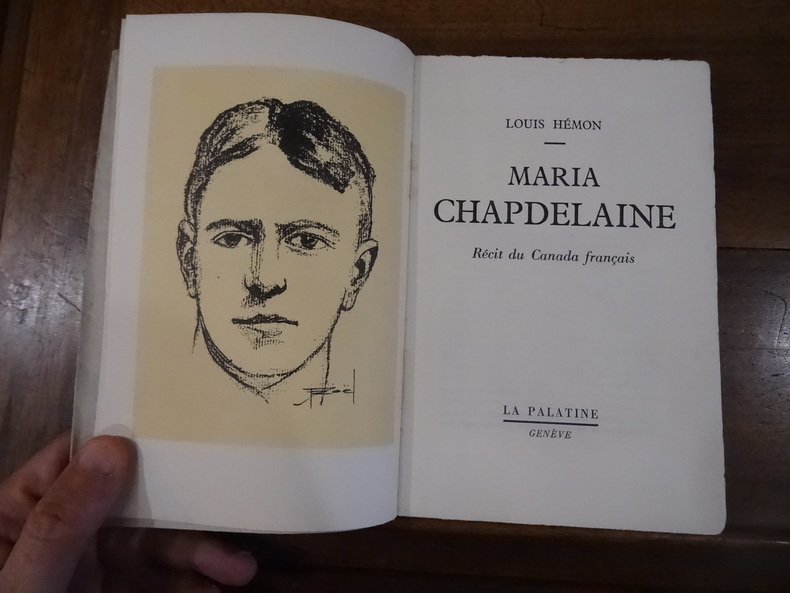 LOUIS HÉMON
MARIA
CHAPDELAINE
Récit du Canada français
LA PALATINE
GENÈVE